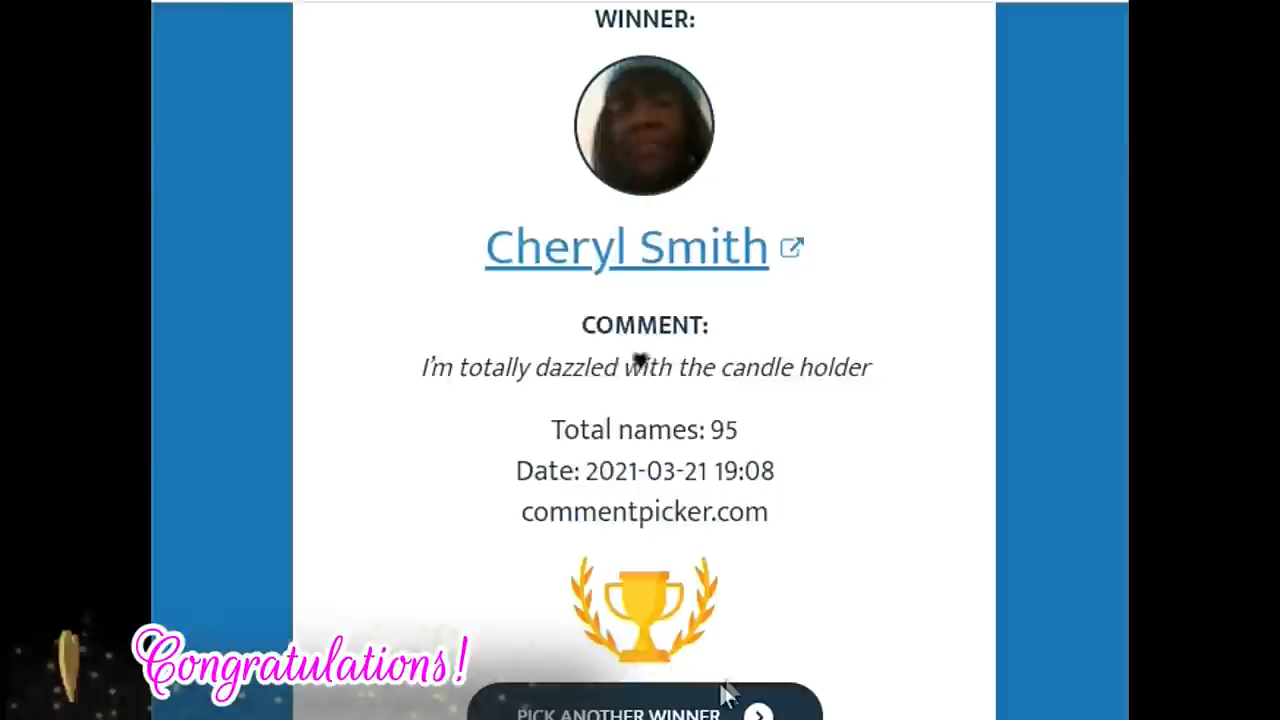 WINNER:
Cheryl Smith
COMMENT:
I'm totally dazzled with the candle holder
Total names: 95
Date: 2021-03-21 19:08
commentpicker.com
Congratulations!
PICK ANOTHER WINNER